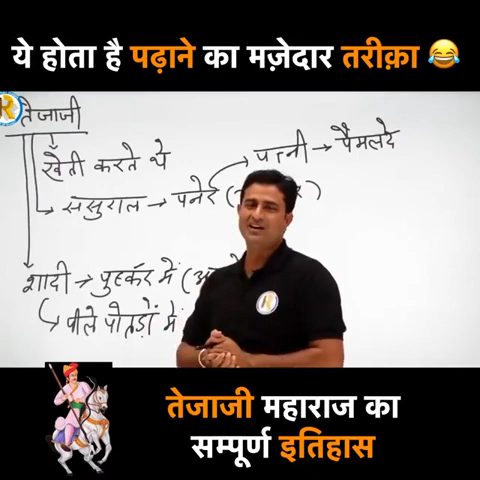 ये होता है पढ़ाने का मज़ेदार तरीक़ा 😂
तेजाजी
खेती करते थे
ससुराल → पनेर ( → पत्नी → पैमलदे
शादी → पुष्कर में (अ
पीले पोतड़ों में
तेजाजी महाराज का
सम्पूर्ण इतिहास